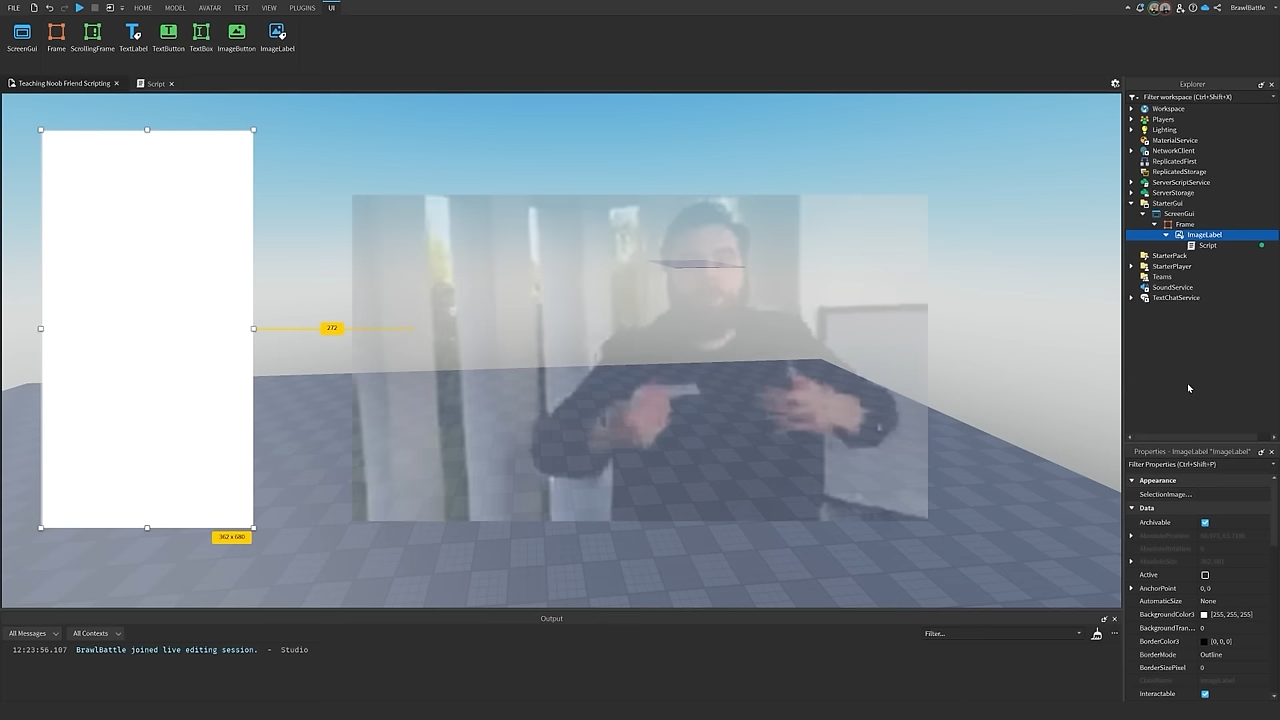 FILE HOME MODEL AVATAR TEST VIEW PLUGINS UI BrawlBattle
ScreenGui Frame ScrollingFrame TextLabel TextButton TextBox ImageButton ImageLabel
Teaching Noob Friend Scripting Script
Explorer
Filter workspace (Ctrl+Shift+X)
Workspace
Players
Lighting
MaterialService
NetworkClient
ReplicatedFirst
ReplicatedStorage
ServerScriptService
ServerStorage
StarterGui
ScreenGui
Frame
ImageLabel
Script
StarterPack
StarterPlayer
Teams
SoundService
TextChatService
272
362 x 680
Properties - ImageLabel "ImageLabel"
Filter Properties (Ctrl+Shift+P)
Appearance
SelectionImage...
Data
Archivable
AbsolutePosition
AbsoluteRotation 0
AbsoluteSize
Active
AnchorPoint 0, 0
AutomaticSize None
BackgroundColor3 [255, 255, 255]
BackgroundTran... 0
BorderColor3 [0, 0, 0]
BorderMode Outline
BorderSizePixel 0
ClassName ImageLabel
Interactable
Output
All Messages All Contexts Filter...
12:23:56.107 BrawlBattle joined live editing session. - Studio